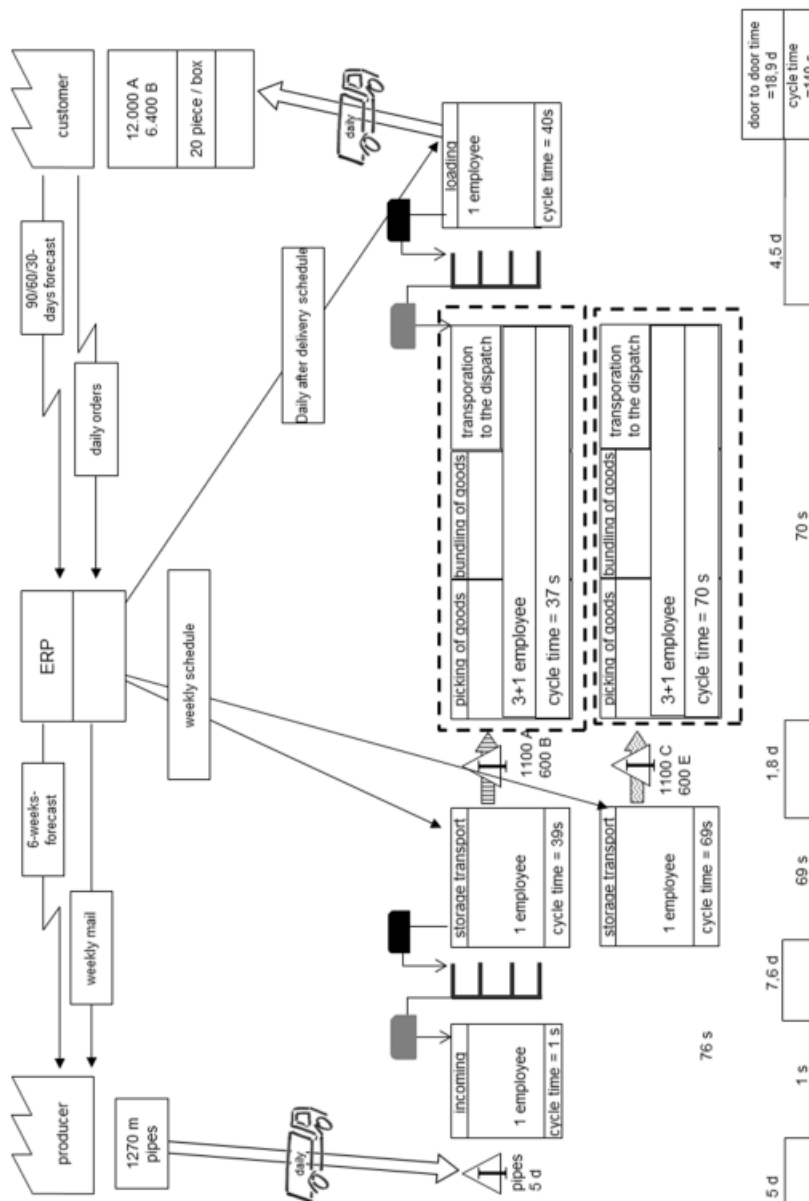 producer
1270 m
pipes
6-weeks-
forecast
weekly mail
ERP
90/60/30-
days forecast
daily orders
customer
12.000 A
6.400 B
20 piece / box
daily
daily
weekly schedule
Daily after delivery schedule
pipes
5 d
incoming
1 employee
cycle time = 1 s
storage transport
1 employee
cycle time = 39s
1100 A
600 B
picking of goods
bundling of goods
transporation
to the dispatch
3+1 employee
cycle time = 37 s
loading
1 employee
cycle time = 40s
storage transport
1 employee
cycle time = 69s
1100 C
600 E
picking of goods
bundling of goods
transporation
to the dispatch
3+1 employee
cycle time = 70 s
76 s
5 d
1 s
7,6 d
69 s
1,8 d
70 s
4,5 d
door to door time
=18,9 d
cycle time